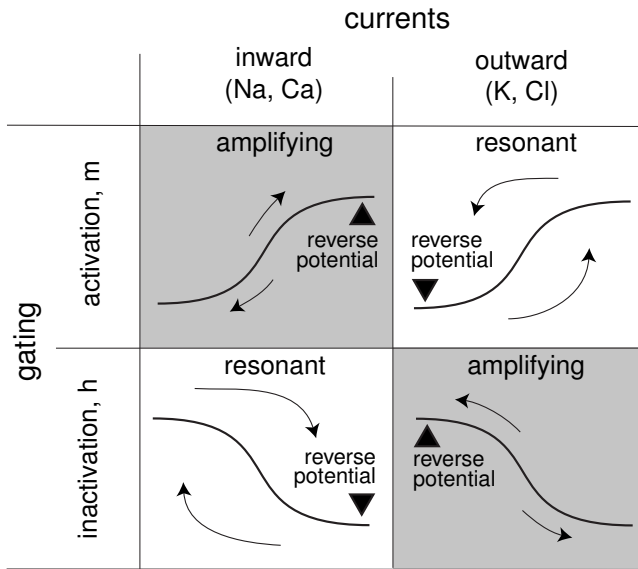 currents
inward
(Na, Ca)
outward
(K, Cl)
gating
activation, m
amplifying
reverse
potential
resonant
reverse
potential
inactivation, h
resonant
reverse
potential
amplifying
reverse
potential